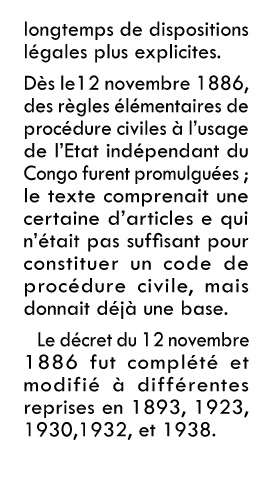 longtemps de dispositions
légales plus explicites.
Dès le12 novembre 1886,
des règles élémentaires de
procédure civiles à l'usage
de l'Etat indépendant du
Congo furent promulguées ;
le texte comprenait une
certaine d'articles e qui
n'était pas suffisant pour
constituer un code de
procédure civile, mais
donnait déjà une base.
Le décret du 12 novembre
1886 fut complété et
modifié à différentes
reprises en 1893, 1923,
1930,1932, et 1938.